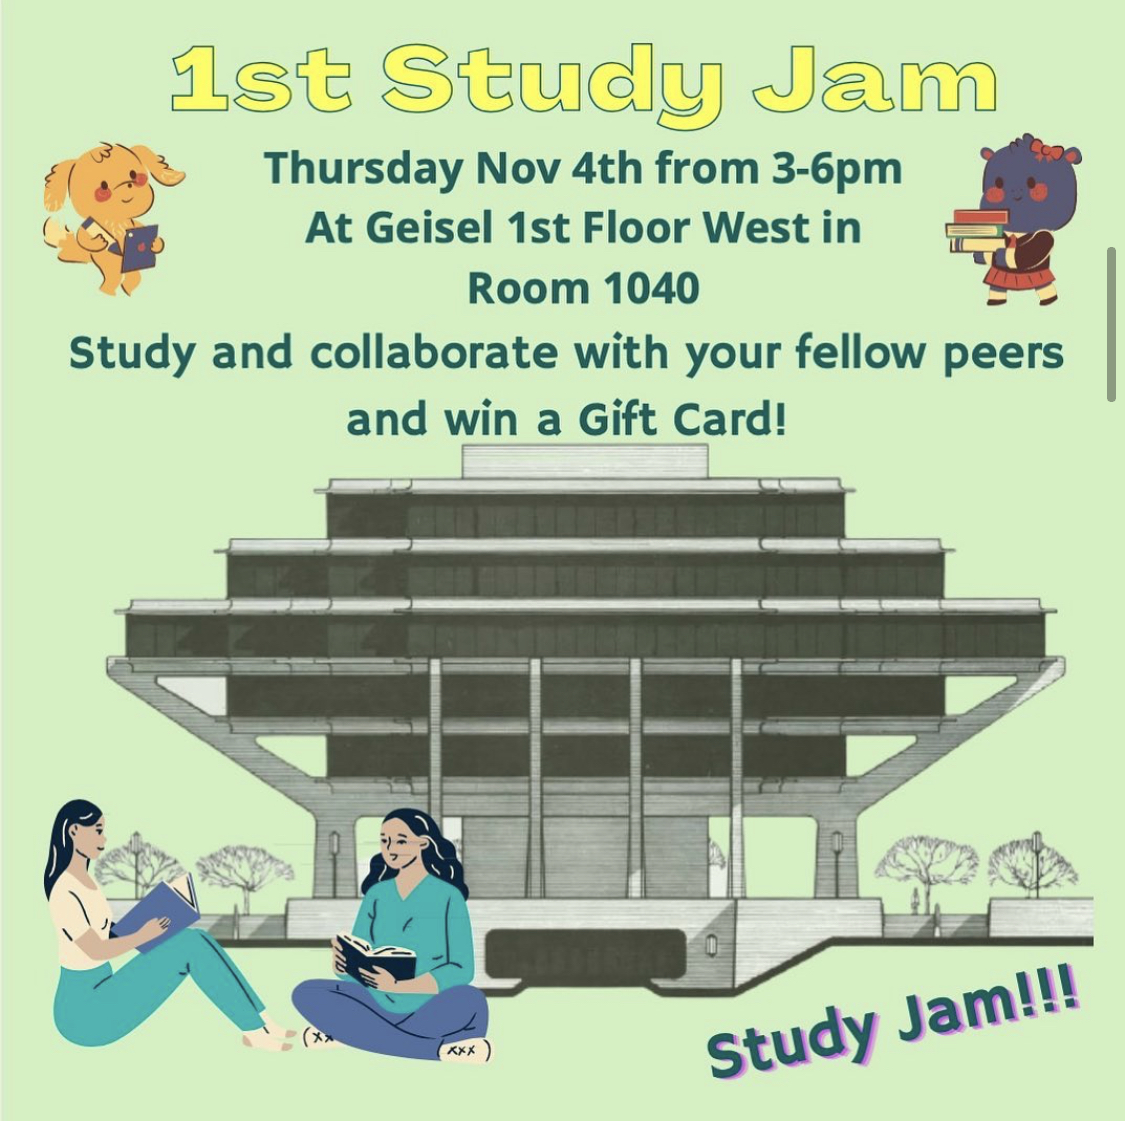 1st Study Jam
Thursday Nov 4th from 3-6pm
At Geisel 1st Floor West in
Room 1040
Study and collaborate with your fellow peers
and win a Gift Card!
Study Jam!!!